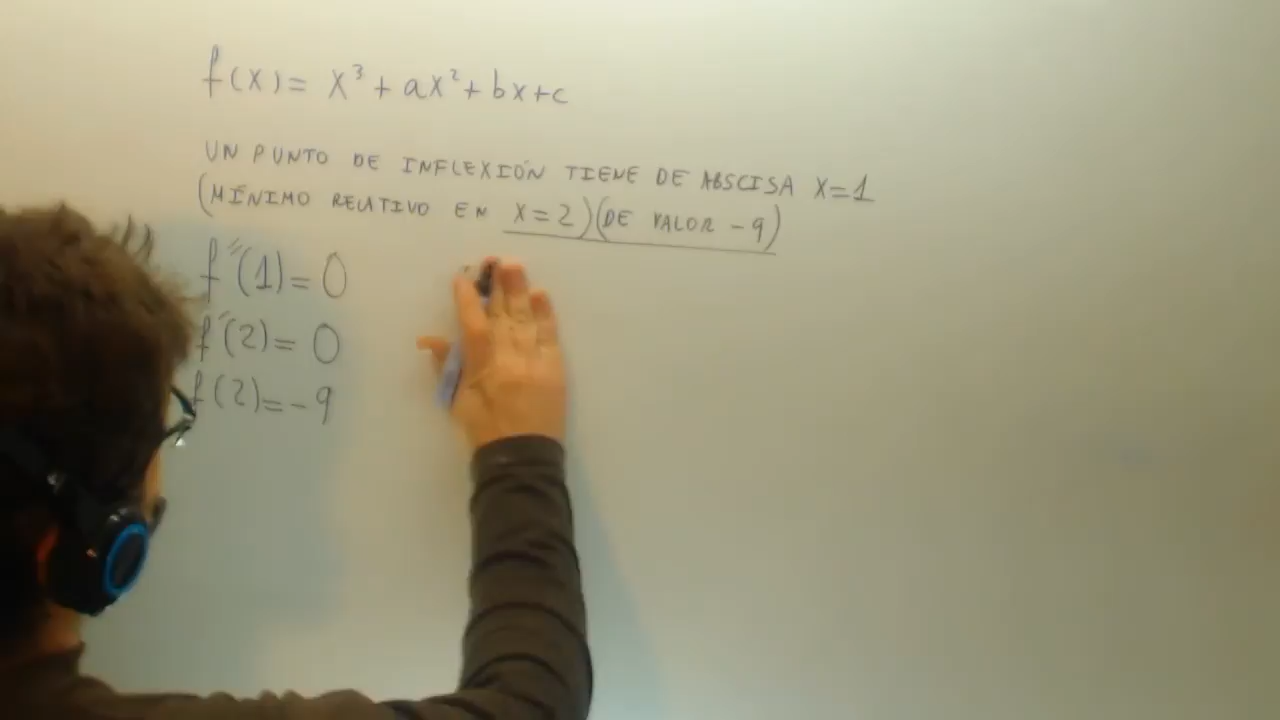 f(x) = x³ + ax² + bx + c
UN PUNTO DE INFLEXIÓN TIENE DE ABSCISA X=1
(MÍNIMO RELATIVO EN X=2)(DE VALOR -9)
f''(1) = 0
f'(2) = 0
f(2) = -9